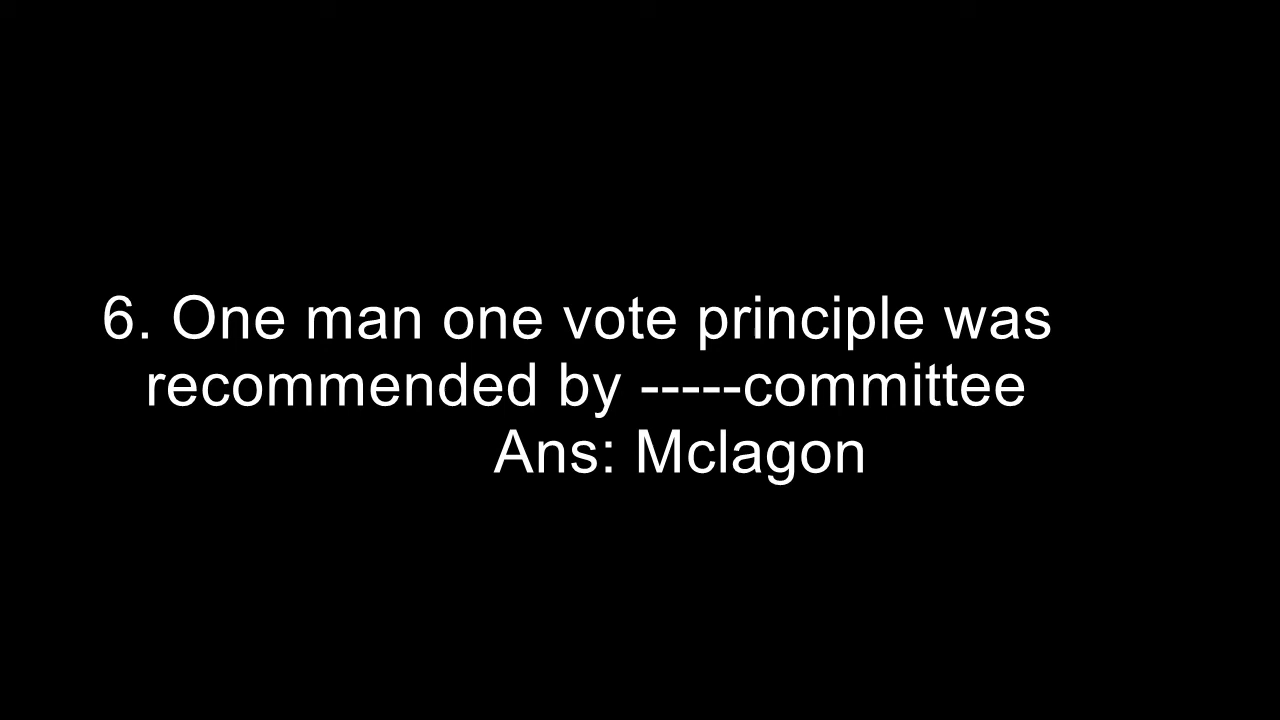 6. One man one vote principle was
recommended by -----committee
Ans: Mclagon